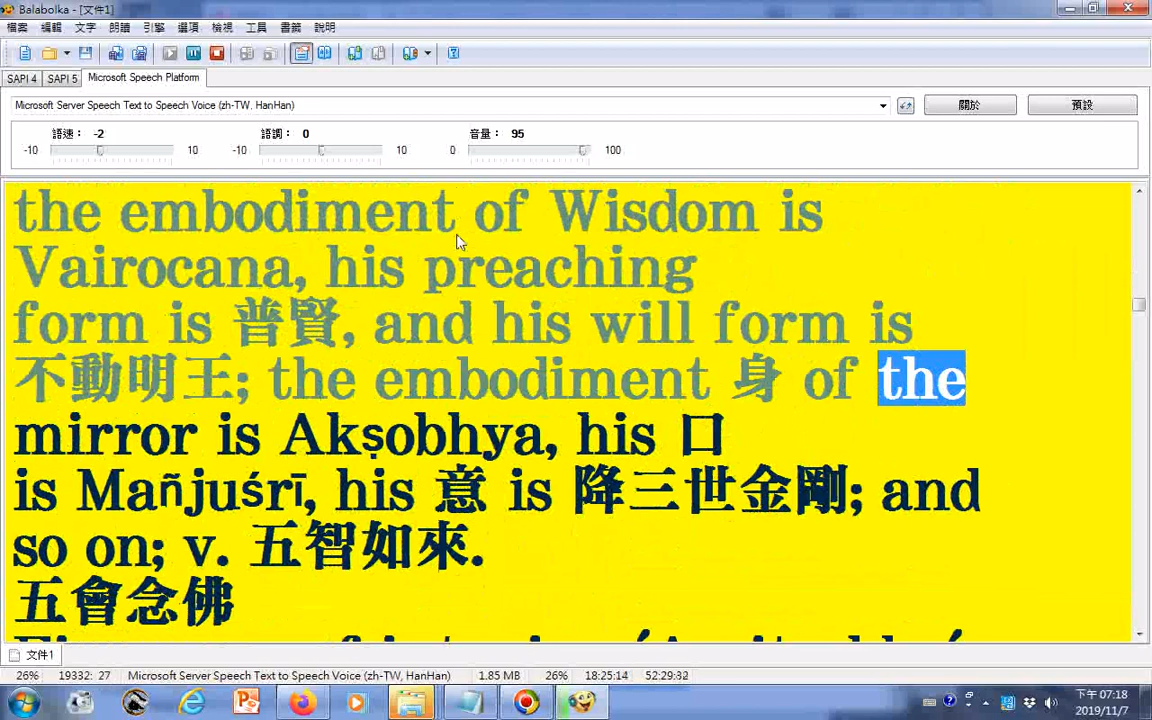 Balabolka - [文件1]
檔案 編輯 文字 朗讀 引擎 選項 檢視 工具 書籤 說明
SAPI 4 SAPI 5 Microsoft Speech Platform
Microsoft Server Speech Text to Speech Voice (zh-TW, HanHan) 關於 預設
語速： -2 語調： 0 音量： 95
-10 10 -10 10 0 100
the embodiment of Wisdom is
Vairocana, his preaching
form is 普賢, and his will form is
不動明王; the embodiment 身 of the
mirror is Akṣobhya, his 口
is Mañjuśrī, his 意 is 降三世金剛; and
so on; v. 五智如來.
五會念佛
文件1
26% 19332: 27 Microsoft Server Speech Text to Speech Voice (zh-TW, HanHan) 1.85 MB 26% 18:25:14 52:29:32
下午 07:18
2019/11/7